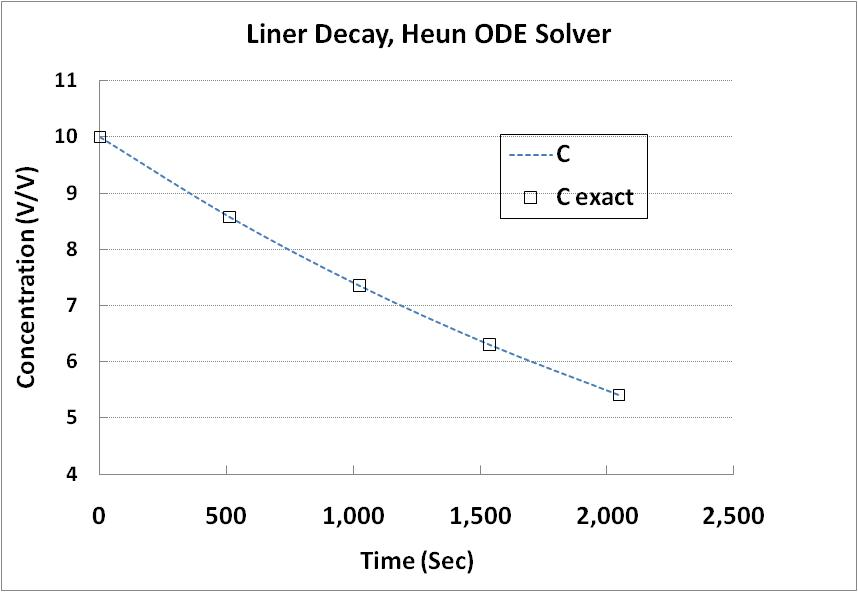 Liner Decay, Heun ODE Solver
11
10
9
8
7
6
5
4
Concentration (V/V)
C
C exact
0 500 1,000 1,500 2,000 2,500
Time (Sec)